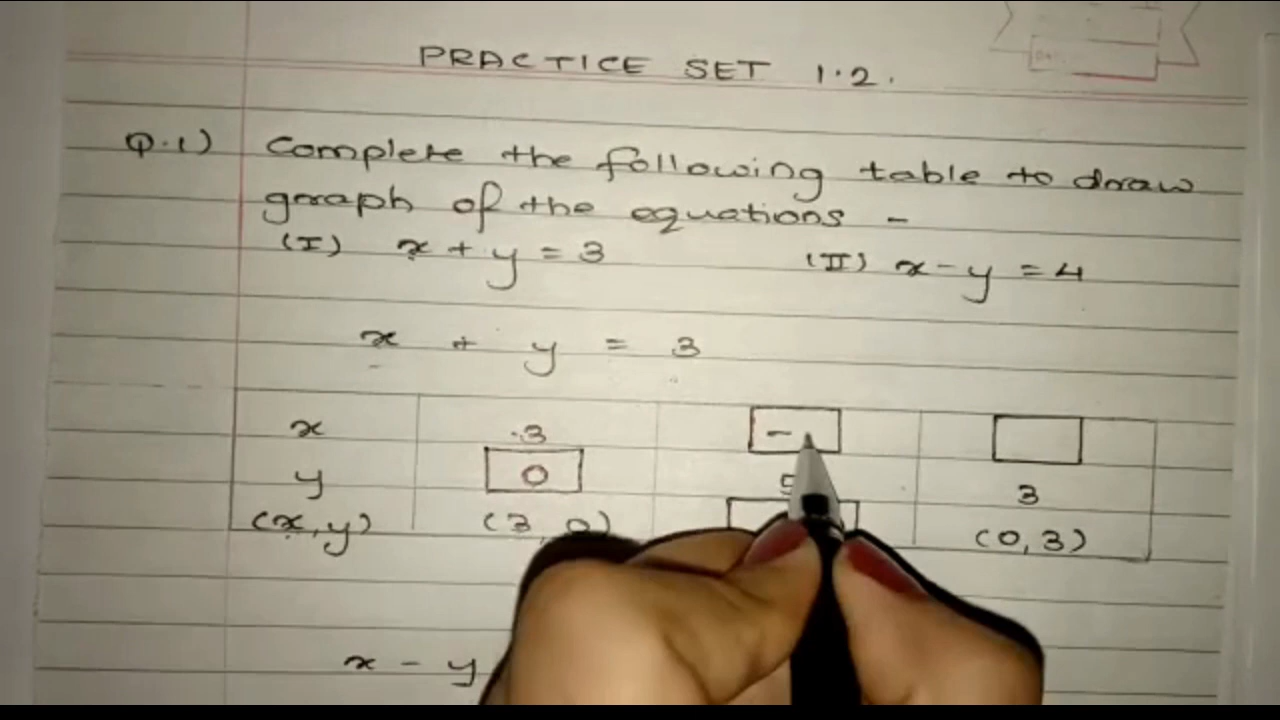 PRACTICE SET 1.2.
Q.1) Complete the following table to draw
graph of the equations -
(I) x + y = 3 (II) x - y = 4
x + y = 3
x 3 -
y 0 5 3
(x, y) (3, 0) (0, 3)
x - y